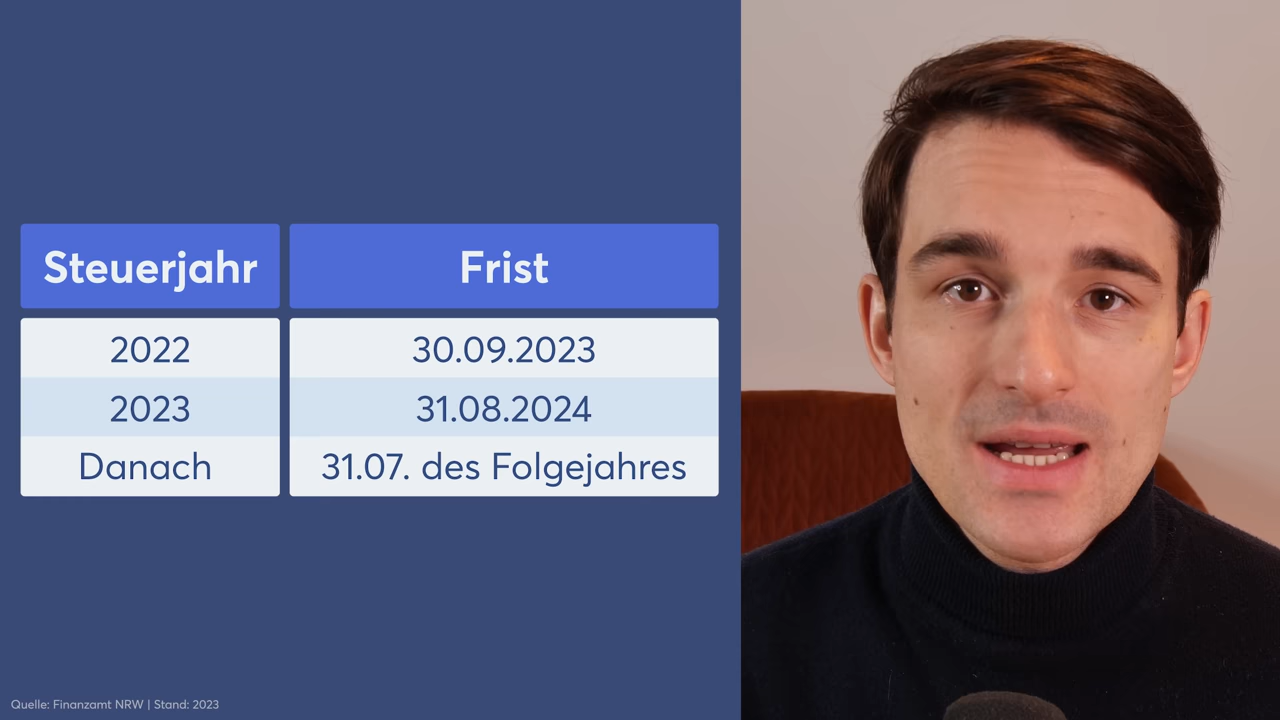 Steuerjahr Frist
2022 30.09.2023
2023 31.08.2024
Danach 31.07. des Folgejahres
Quelle: Finanzamt NRW | Stand: 2023